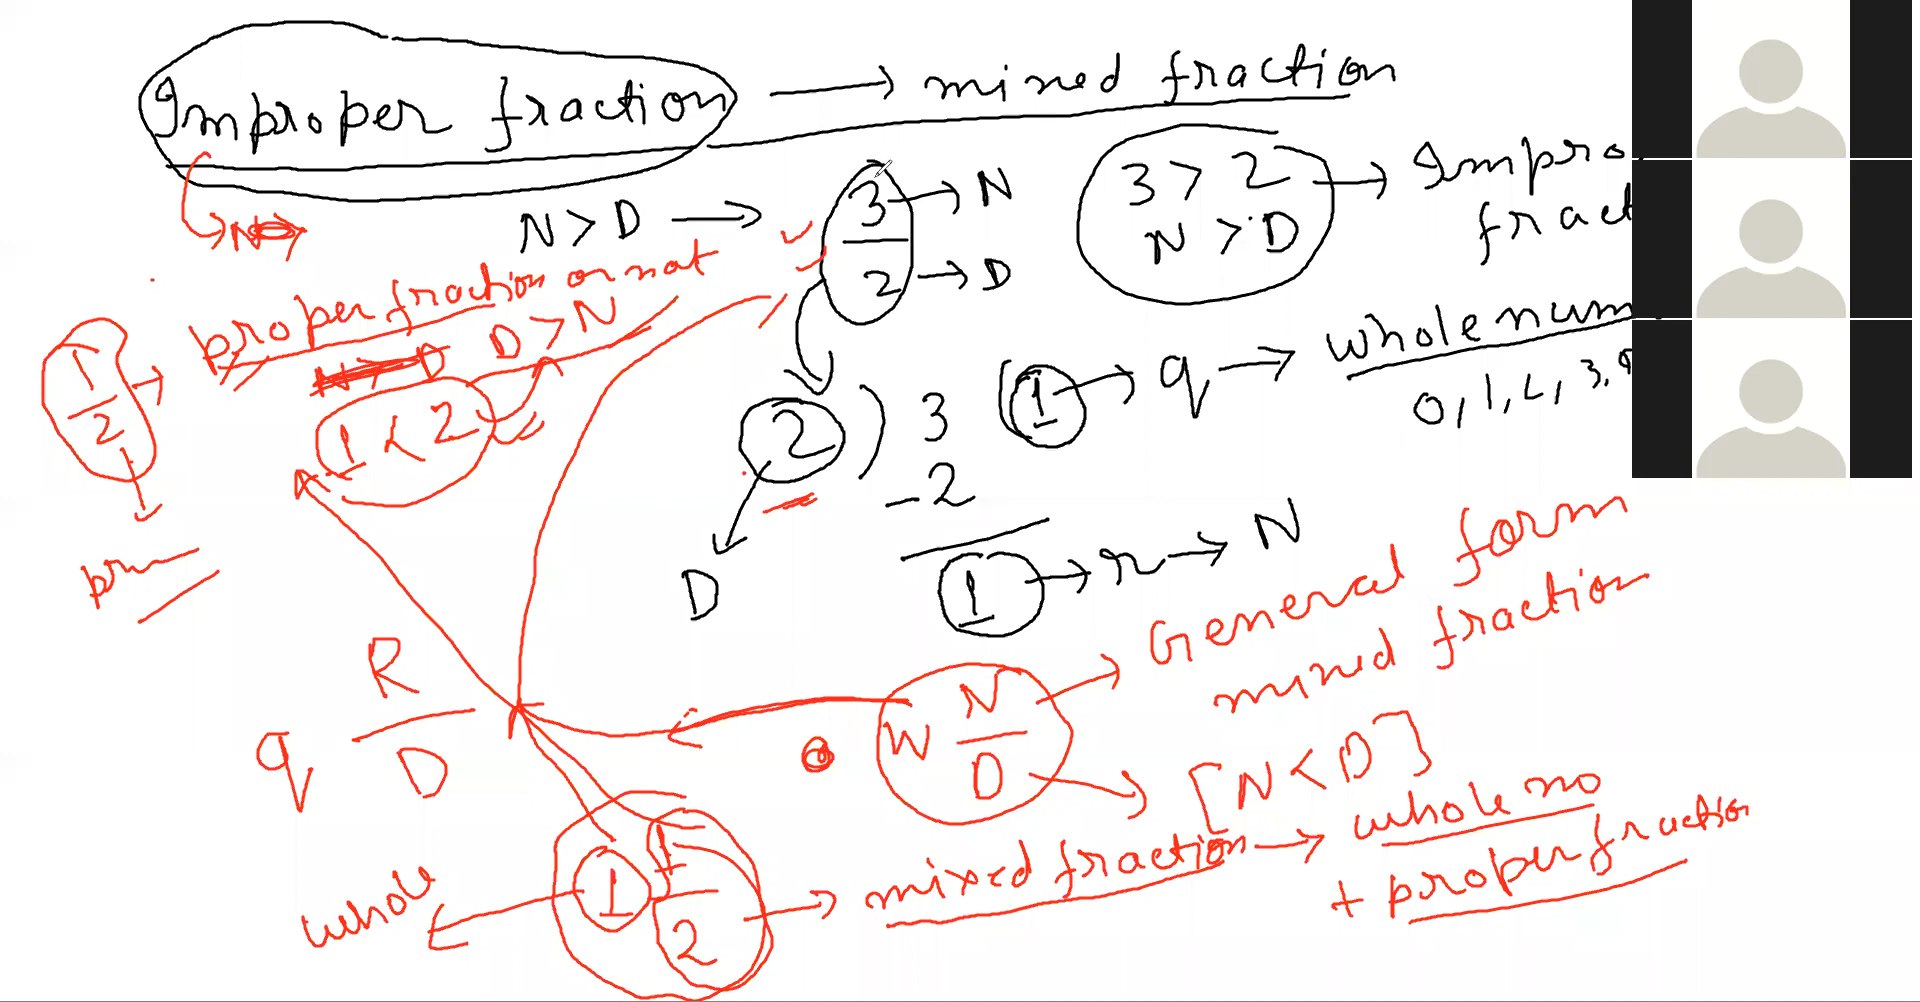 Improper fraction → mixed fraction
N > D →
3 → N
2 → D
3 > 2 → Impro
N > D
fract
proper fraction or not
D > N
1
2
1 < 2
2 ) 3 ( 1 → q → whole num
0, 1, 2, 3,
-2
D
1 → r → N
R
q D
W N
D
General form
mixed fraction
[N < D]
whole
1 1
2
→ mixed fraction → whole no
+ proper fraction